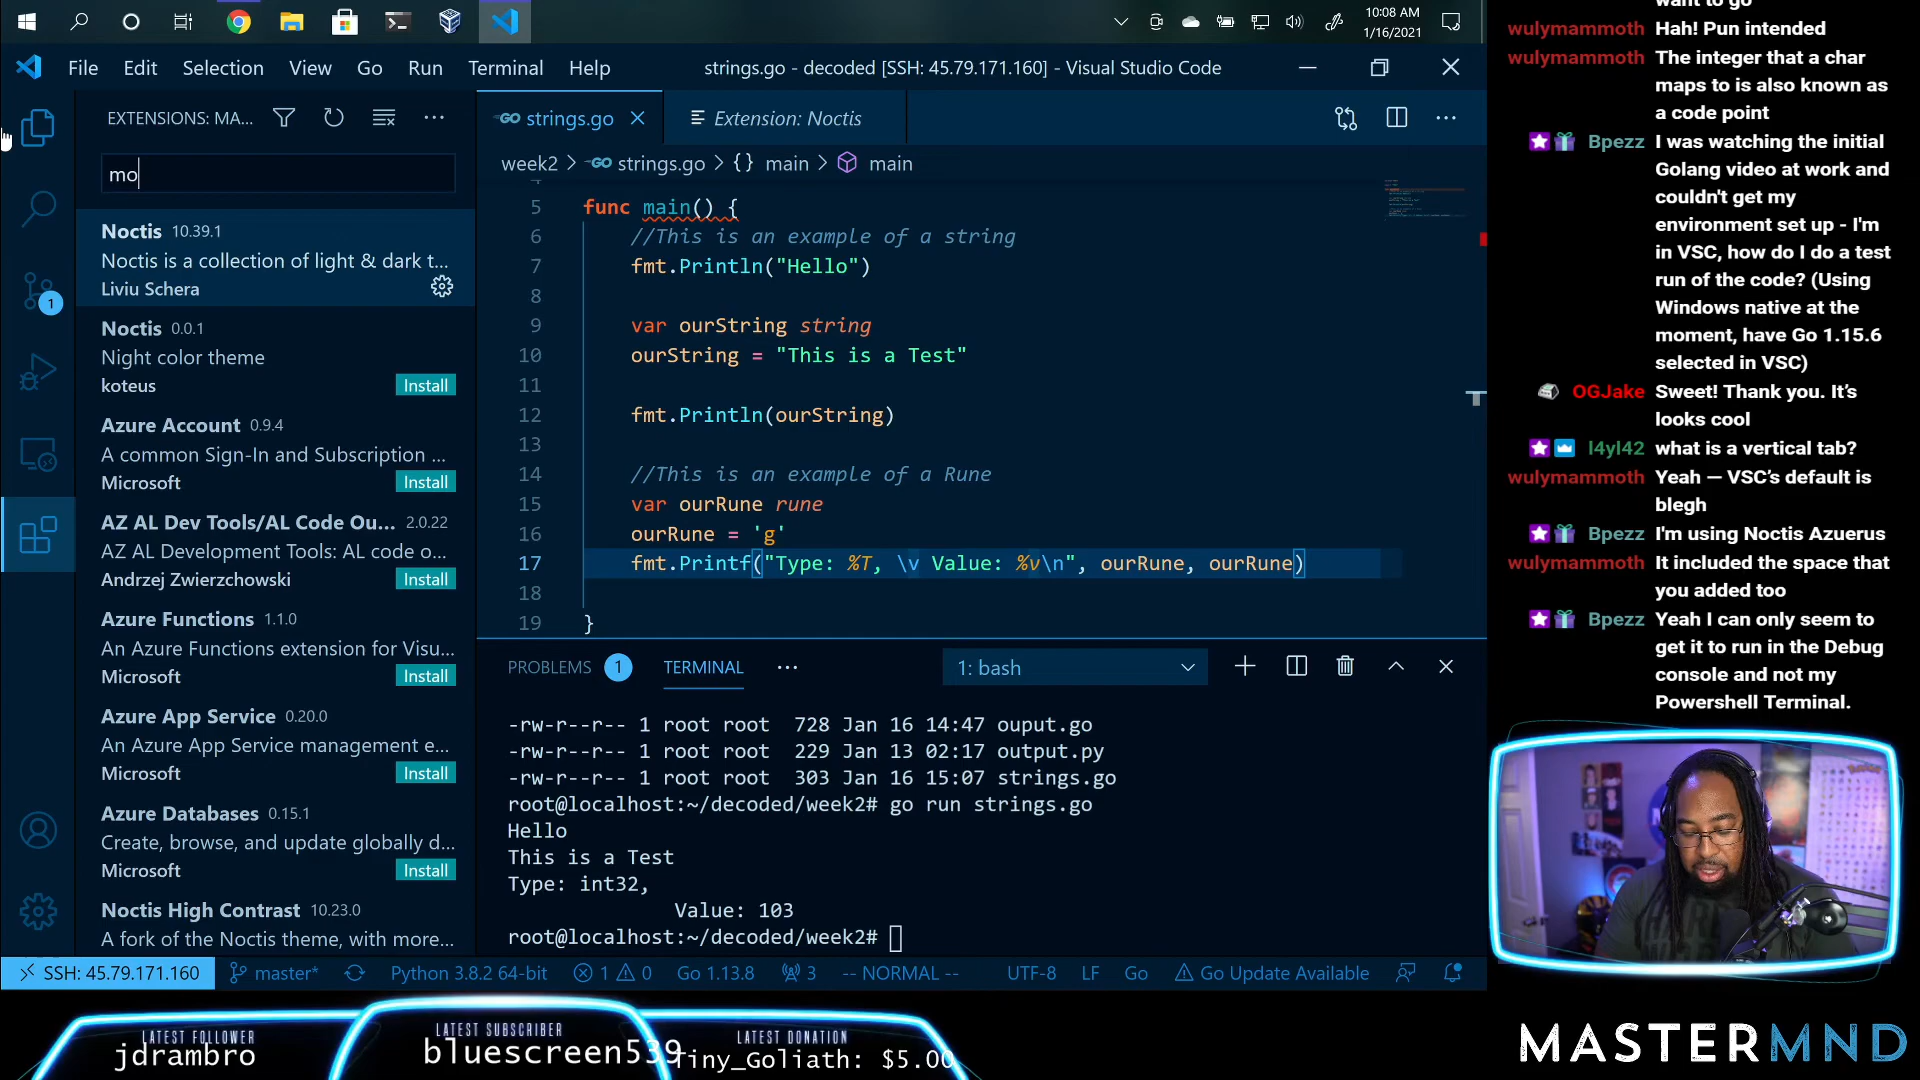 10:08 AM
1/16/2021
File Edit Selection View Go Run Terminal Help
strings.go - decoded [SSH: 45.79.171.160] - Visual Studio Code
EXTENSIONS: MA...
mo
Noctis 10.39.1
Noctis is a collection of light & dark t...
Liviu Schera
Noctis 0.0.1
Night color theme
koteus Install
Azure Account 0.9.4
A common Sign-In and Subscription ...
Microsoft Install
AZ AL Dev Tools/AL Code Ou... 2.0.22
AZ AL Development Tools: AL code o...
Andrzej Zwierzchowski Install
Azure Functions 1.1.0
An Azure Functions extension for Visu...
Microsoft Install
Azure App Service 0.20.0
An Azure App Service management e...
Microsoft Install
Azure Databases 0.15.1
Create, browse, and update globally d...
Microsoft Install
Noctis High Contrast 10.23.0
A fork of the Noctis theme, with more...
1
GO strings.go
Extension: Noctis
week2 > GO strings.go > {} main > main
5 func main() {
6 //This is an example of a string
7 fmt.Println("Hello")
8
9 var ourString string
10 ourString = "This is a Test"
11
12 fmt.Println(ourString)
13
14 //This is an example of a Rune
15 var ourRune rune
16 ourRune = 'g'
17 fmt.Printf("Type: %T, \v Value: %v\n", ourRune, ourRune)
18
19 }
PROBLEMS 1 TERMINAL ... 1: bash
-rw-r--r-- 1 root root 728 Jan 16 14:47 ouput.go
-rw-r--r-- 1 root root 229 Jan 13 02:17 output.py
-rw-r--r-- 1 root root 303 Jan 16 15:07 strings.go
root@localhost:~/decoded/week2# go run strings.go
Hello
This is a Test
Type: int32,
Value: 103
root@localhost:~/decoded/week2#
SSH: 45.79.171.160 master* Python 3.8.2 64-bit 1 0 Go 1.13.8 3 -- NORMAL -- UTF-8 LF Go Go Update Available
want to go
wulymammoth Hah! Pun intended
wulymammoth The integer that a char
maps to is also known as
a code point
Bpezz I was watching the initial
Golang video at work and
couldn't get my
environment set up - I'm
in VSC, how do I do a test
run of the code? (Using
Windows native at the
moment, have Go 1.15.6
selected in VSC)
OGJake Sweet! Thank you. It's
looks cool
l4yl42 what is a vertical tab?
wulymammoth Yeah — VSC's default is
blegh
Bpezz I'm using Noctis Azuerus
wulymammoth It included the space that
you added too
Bpezz Yeah I can only seem to
get it to run in the Debug
console and not my
Powershell Terminal.
LATEST FOLLOWER
jdrambro
LATEST SUBSCRIBER
bluescreen539
LATEST DONATION
Tiny_Goliath: $5.00
MASTERMND